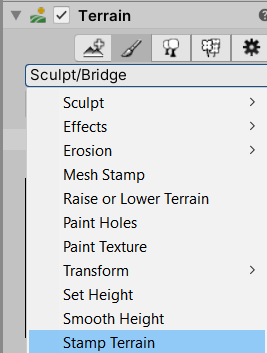 Terrain
Sculpt/Bridge
Sculpt
Effects
Erosion
Mesh Stamp
Raise or Lower Terrain
Paint Holes
Paint Texture
Transform
Set Height
Smooth Height
Stamp Terrain